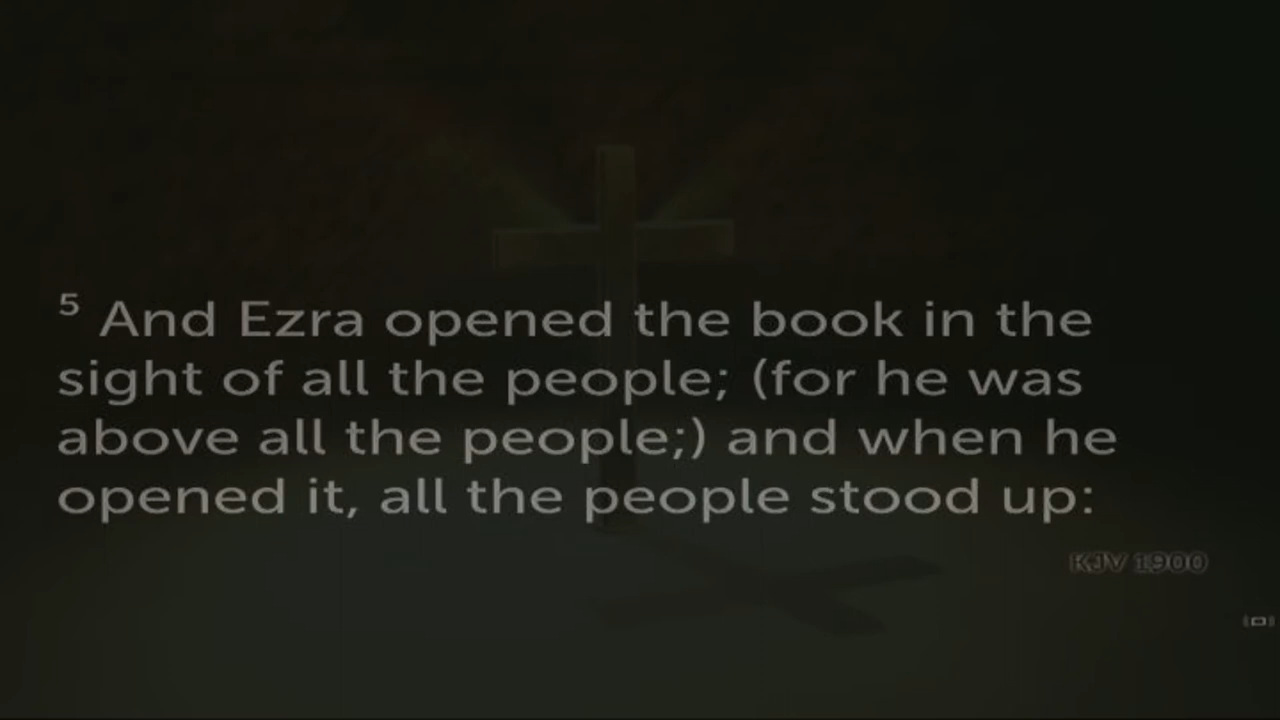 5 And Ezra opened the book in the
sight of all the people; (for he was
above all the people;) and when he
opened it, all the people stood up:
KJV 1900